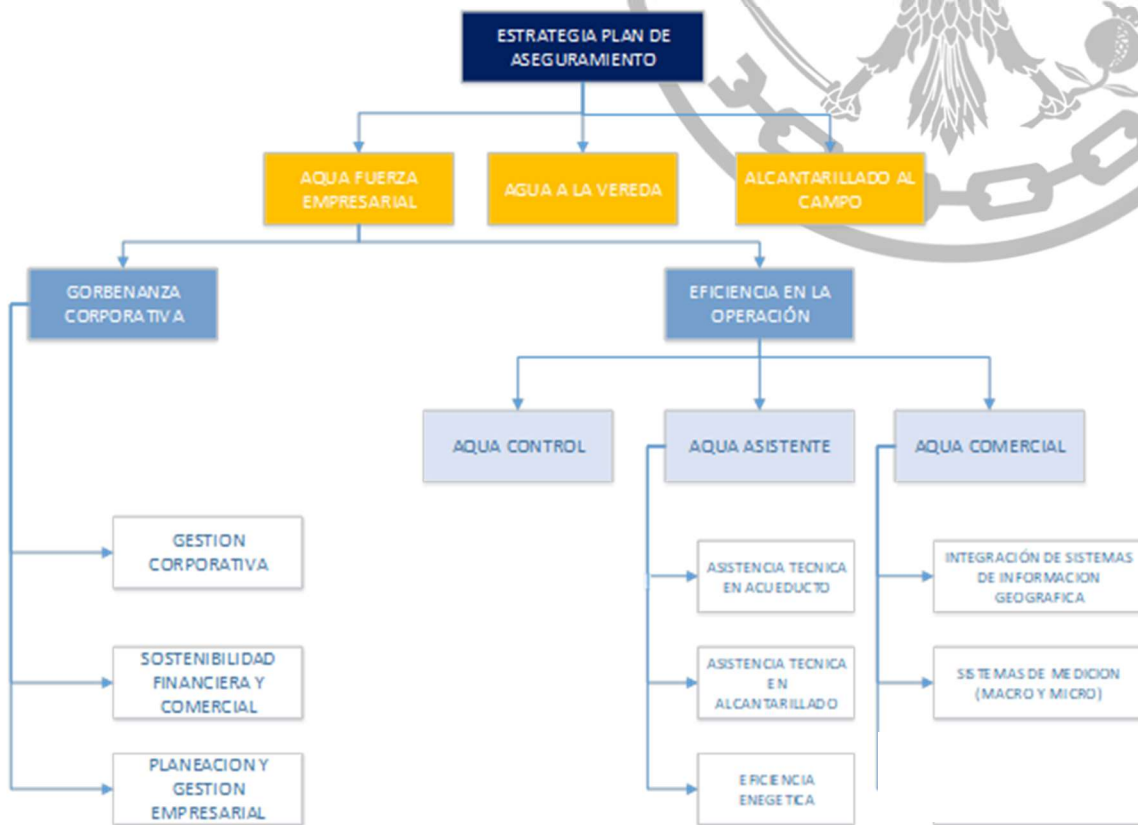 ESTRATEGIA PLAN DE
ASEGURAMIENTO
AQUA FUERZA
EMPRESARIAL
AGUA A LA VEREDA
ALCANTARILLADO AL
CAMPO
GORBENANZA
CORPORATIVA
EFICIENCIA EN LA
OPERACIÓN
AQUA CONTROL
AQUA ASISTENTE
AQUA COMERCIAL
GESTION
CORPORATIVA
SOSTENIBILIDAD
FINANCIERA Y
COMERCIAL
PLANEACION Y
GESTION
EMPRESARIAL
ASISTENCIA TECNICA
EN ACUEDUCTO
ASISTENCIA TECNICA
EN
ALCANTARILLADO
EFICIENCIA
ENEGETICA
INTEGRACIÓN DE SISTEMAS
DE INFORMACION
GEOGRAFICA
SISTEMAS DE MEDICION
(MACRO Y MICRO)